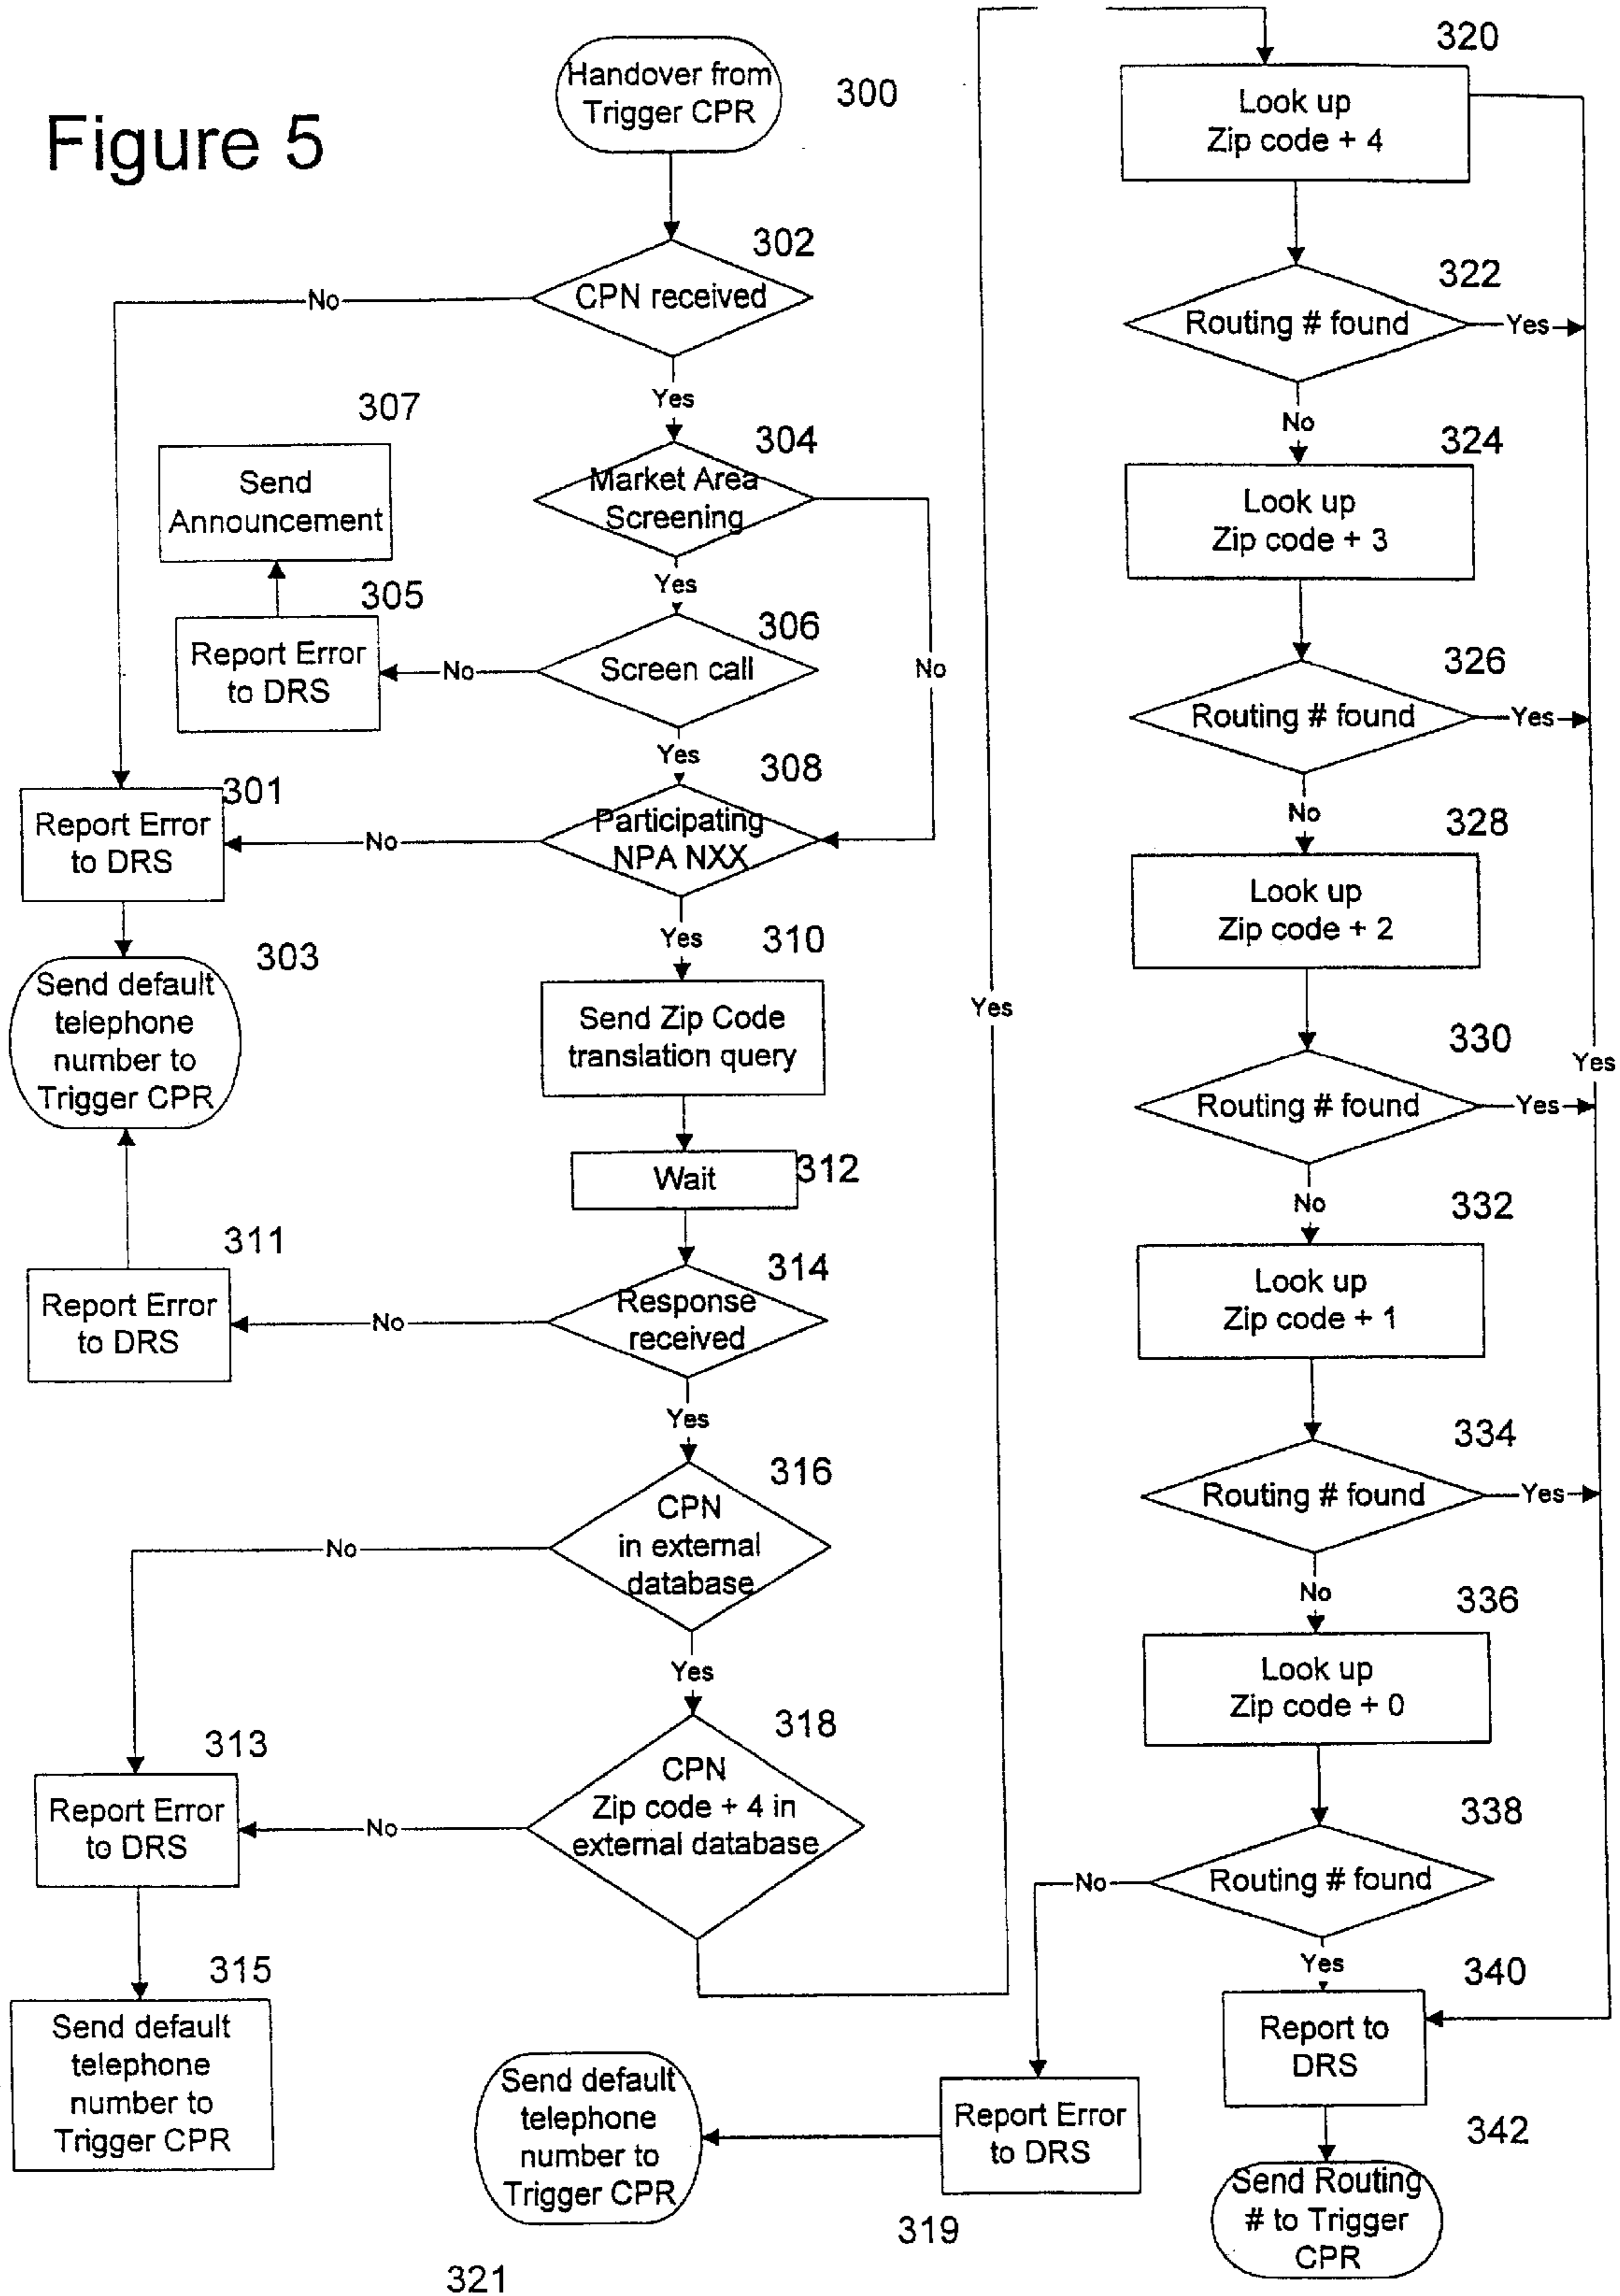 Figure 5
Handover from
Trigger CPR
300
302
CPN received
No
Yes
304
Market Area
Screening
Yes
No
306
Screen call
No
305
Report Error
to DRS
307
Send
Announcement
Yes
308
Participating
NPA NXX
No
301
Report Error
to DRS
303
Send default
telephone
number to
Trigger CPR
Yes
310
Send Zip Code
translation query
Wait
312
314
Response
received
No
311
Report Error
to DRS
Yes
316
CPN
in external
database
No
Yes
318
CPN
Zip code + 4 in
external database
No
313
Report Error
to DRS
315
Send default
telephone
number to
Trigger CPR
Yes
320
Look up
Zip code + 4
322
Routing # found
Yes
No
324
Look up
Zip code + 3
326
Routing # found
Yes
No
328
Look up
Zip code + 2
330
Routing # found
Yes
Yes
No
332
Look up
Zip code + 1
334
Routing # found
Yes
No
336
Look up
Zip code + 0
338
Routing # found
No
Yes
340
Report to
DRS
342
Send Routing
# to Trigger
CPR
Report Error
to DRS
319
Send default
telephone
number to
Trigger CPR
321